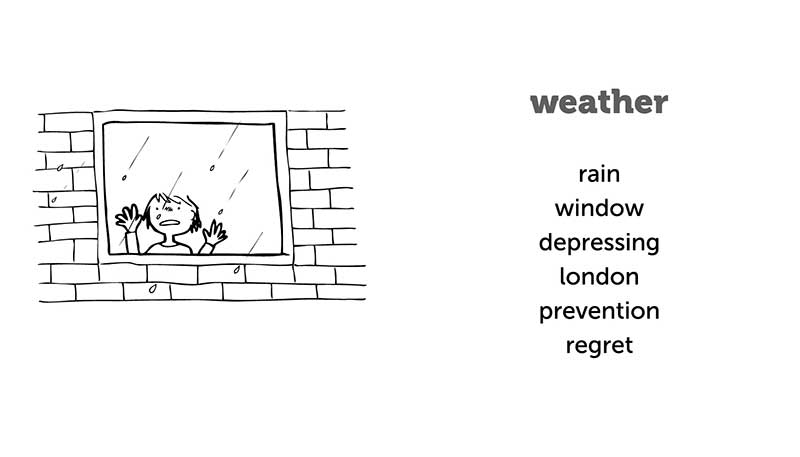 weather
rain
window
depressing
london
prevention
regret